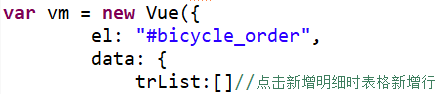 var vm = new Vue({
el: "#bicycle_order",
data: {
trList:[]//点击新增明细时表格新增行